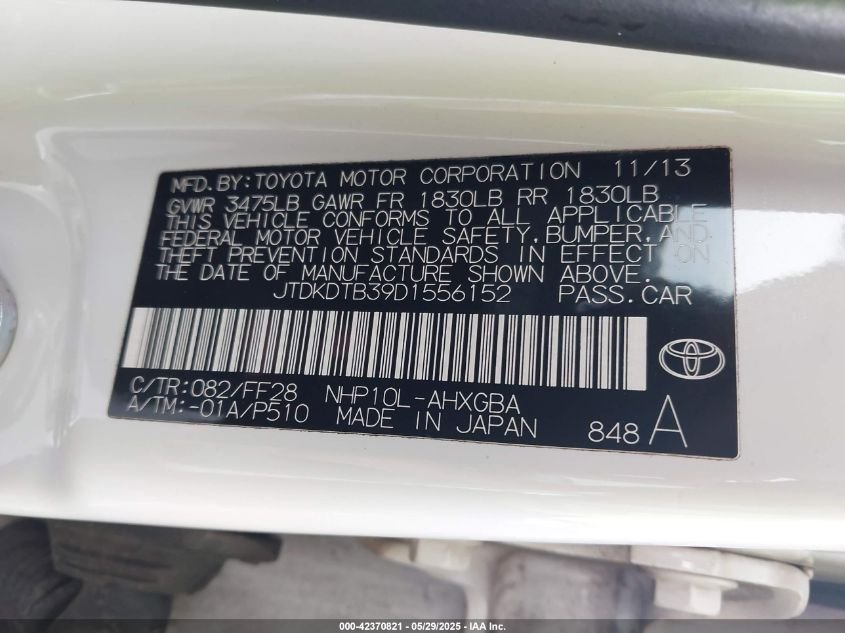 MFD. BY: TOYOTA MOTOR CORPORATION 11/13
GVWR 3475LB GAWR FR 1830LB RR 1830LB
THIS VEHICLE CONFORMS TO ALL APPLICABLE
FEDERAL MOTOR VEHICLE SAFETY, BUMPER, AND
THEFT PREVENTION STANDARDS IN EFFECT ON
THE DATE OF MANUFACTURE SHOWN ABOVE.
JTDKDTB39D1556152 PASS. CAR
C/TR: 082/FF28 NHP10L-AHXGBA
A/TM: -01A/P510 MADE IN JAPAN 848 A
000-42370821 - 05/29/2025 - IAA Inc.